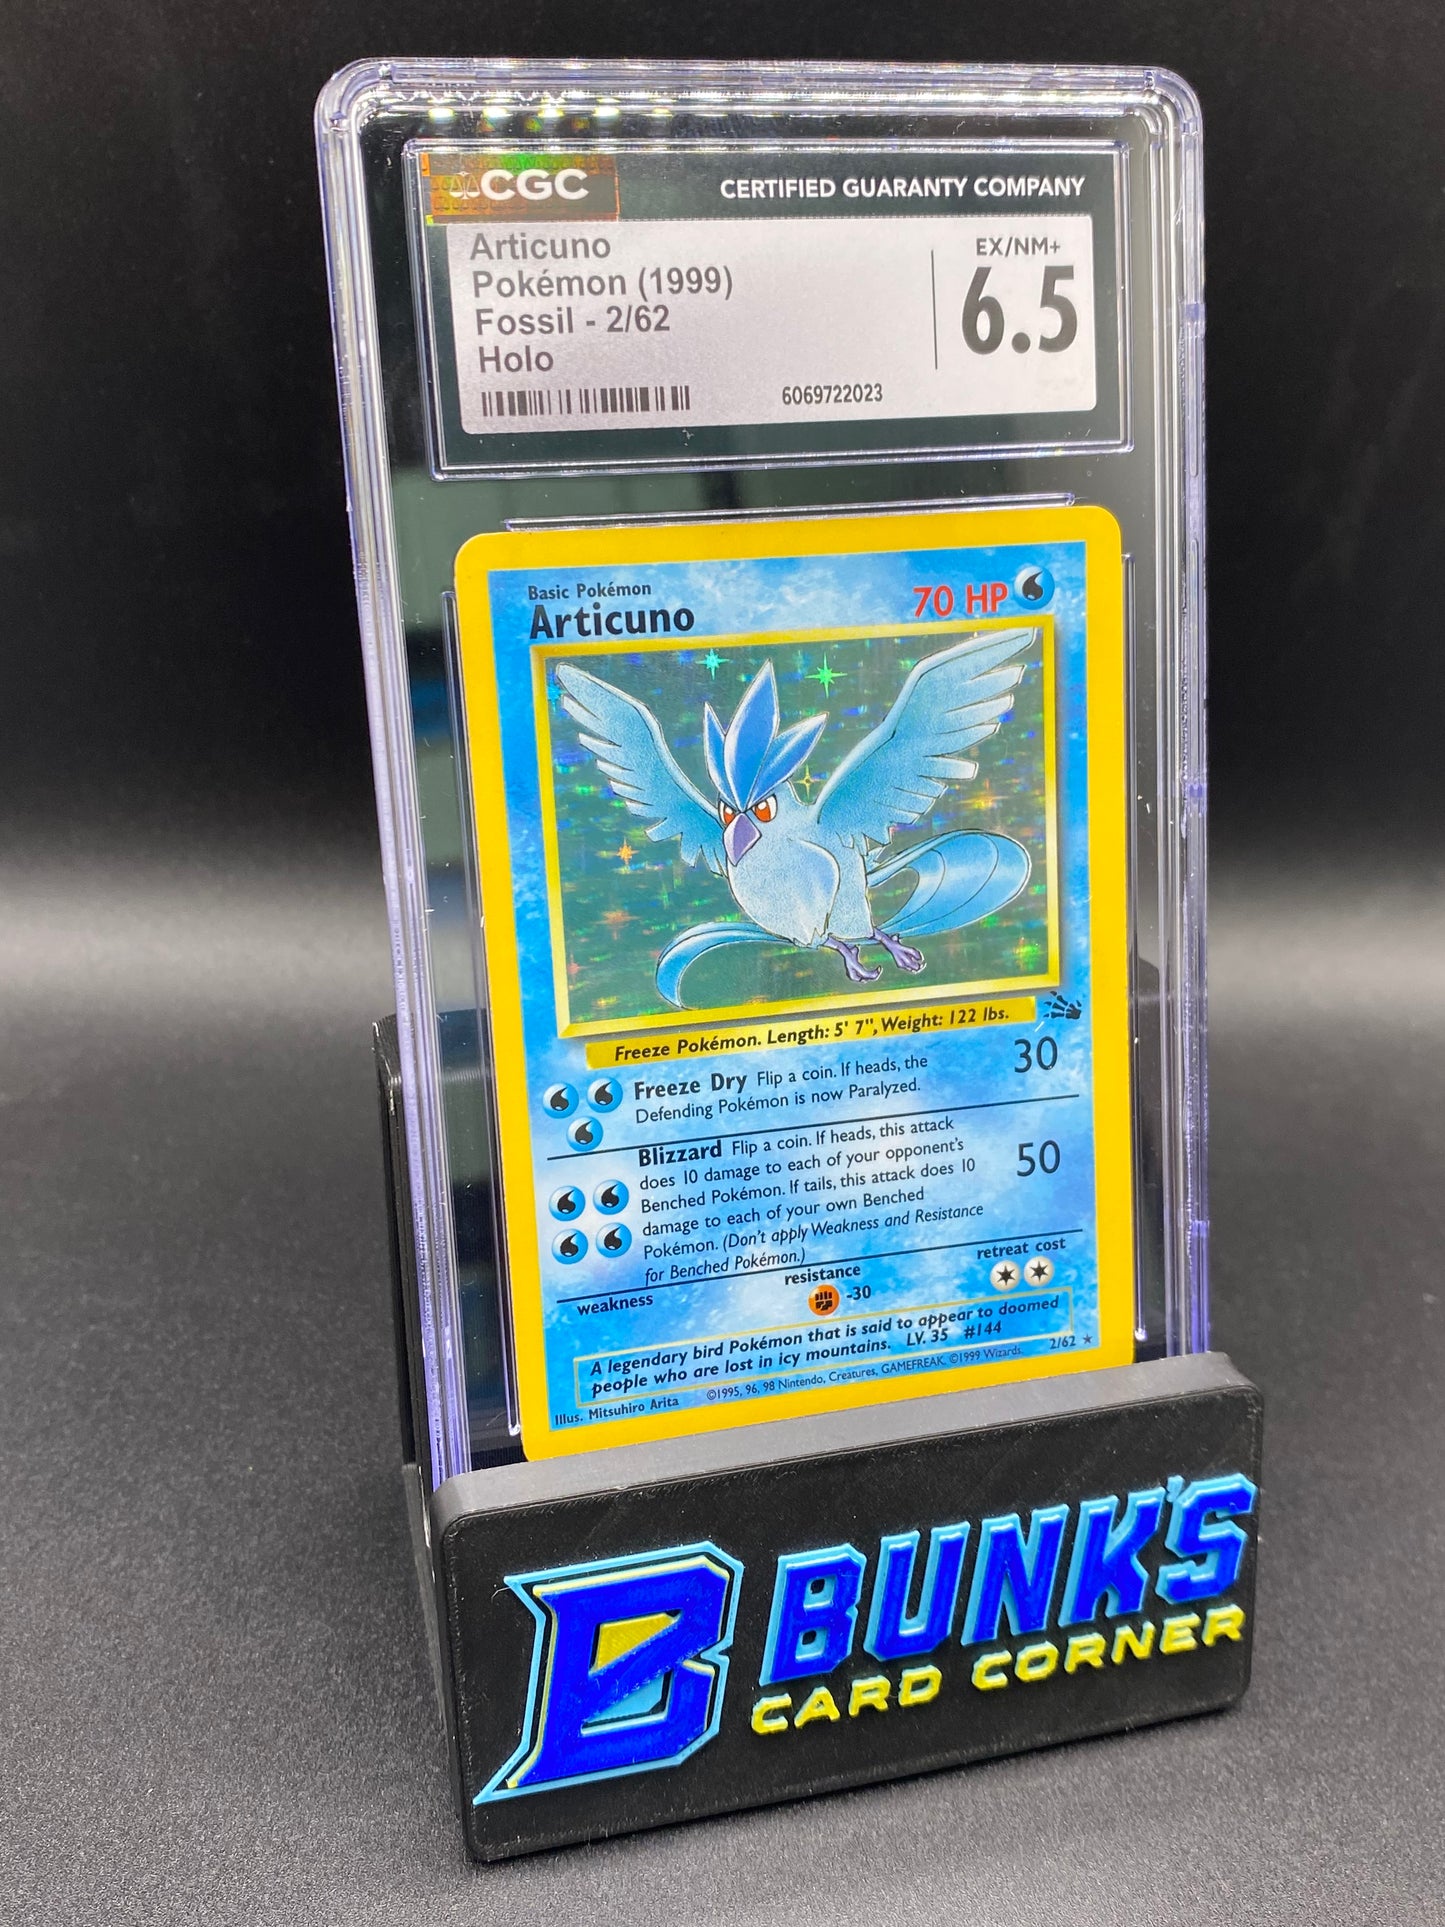 CGC
CERTIFIED GUARANTY COMPANY
Articuno
Pokémon (1999)
Fossil - 2/62
Holo
EX/NM+
6.5
6069722023
Basic Pokémon
Articuno
70 HP
Freeze Pokémon. Length: 5' 7", Weight: 122 lbs.
Freeze Dry Flip a coin. If heads, the
Defending Pokémon is now Paralyzed.
30
Blizzard Flip a coin. If heads, this attack
does 10 damage to each of your opponent's
Benched Pokémon. If tails, this attack does 10
damage to each of your own Benched
Pokémon. (Don't apply Weakness and Resistance
for Benched Pokémon.)
50
weakness
resistance
-30
retreat cost
A legendary bird Pokémon that is said to appear to doomed
people who are lost in icy mountains. LV. 35 #144
Illus. Mitsuhiro Arita
©1995, 96, 98 Nintendo, Creatures, GAMEFREAK. ©1999 Wizards.
2/62 ★
B
BUNK'S
CARD CORNER